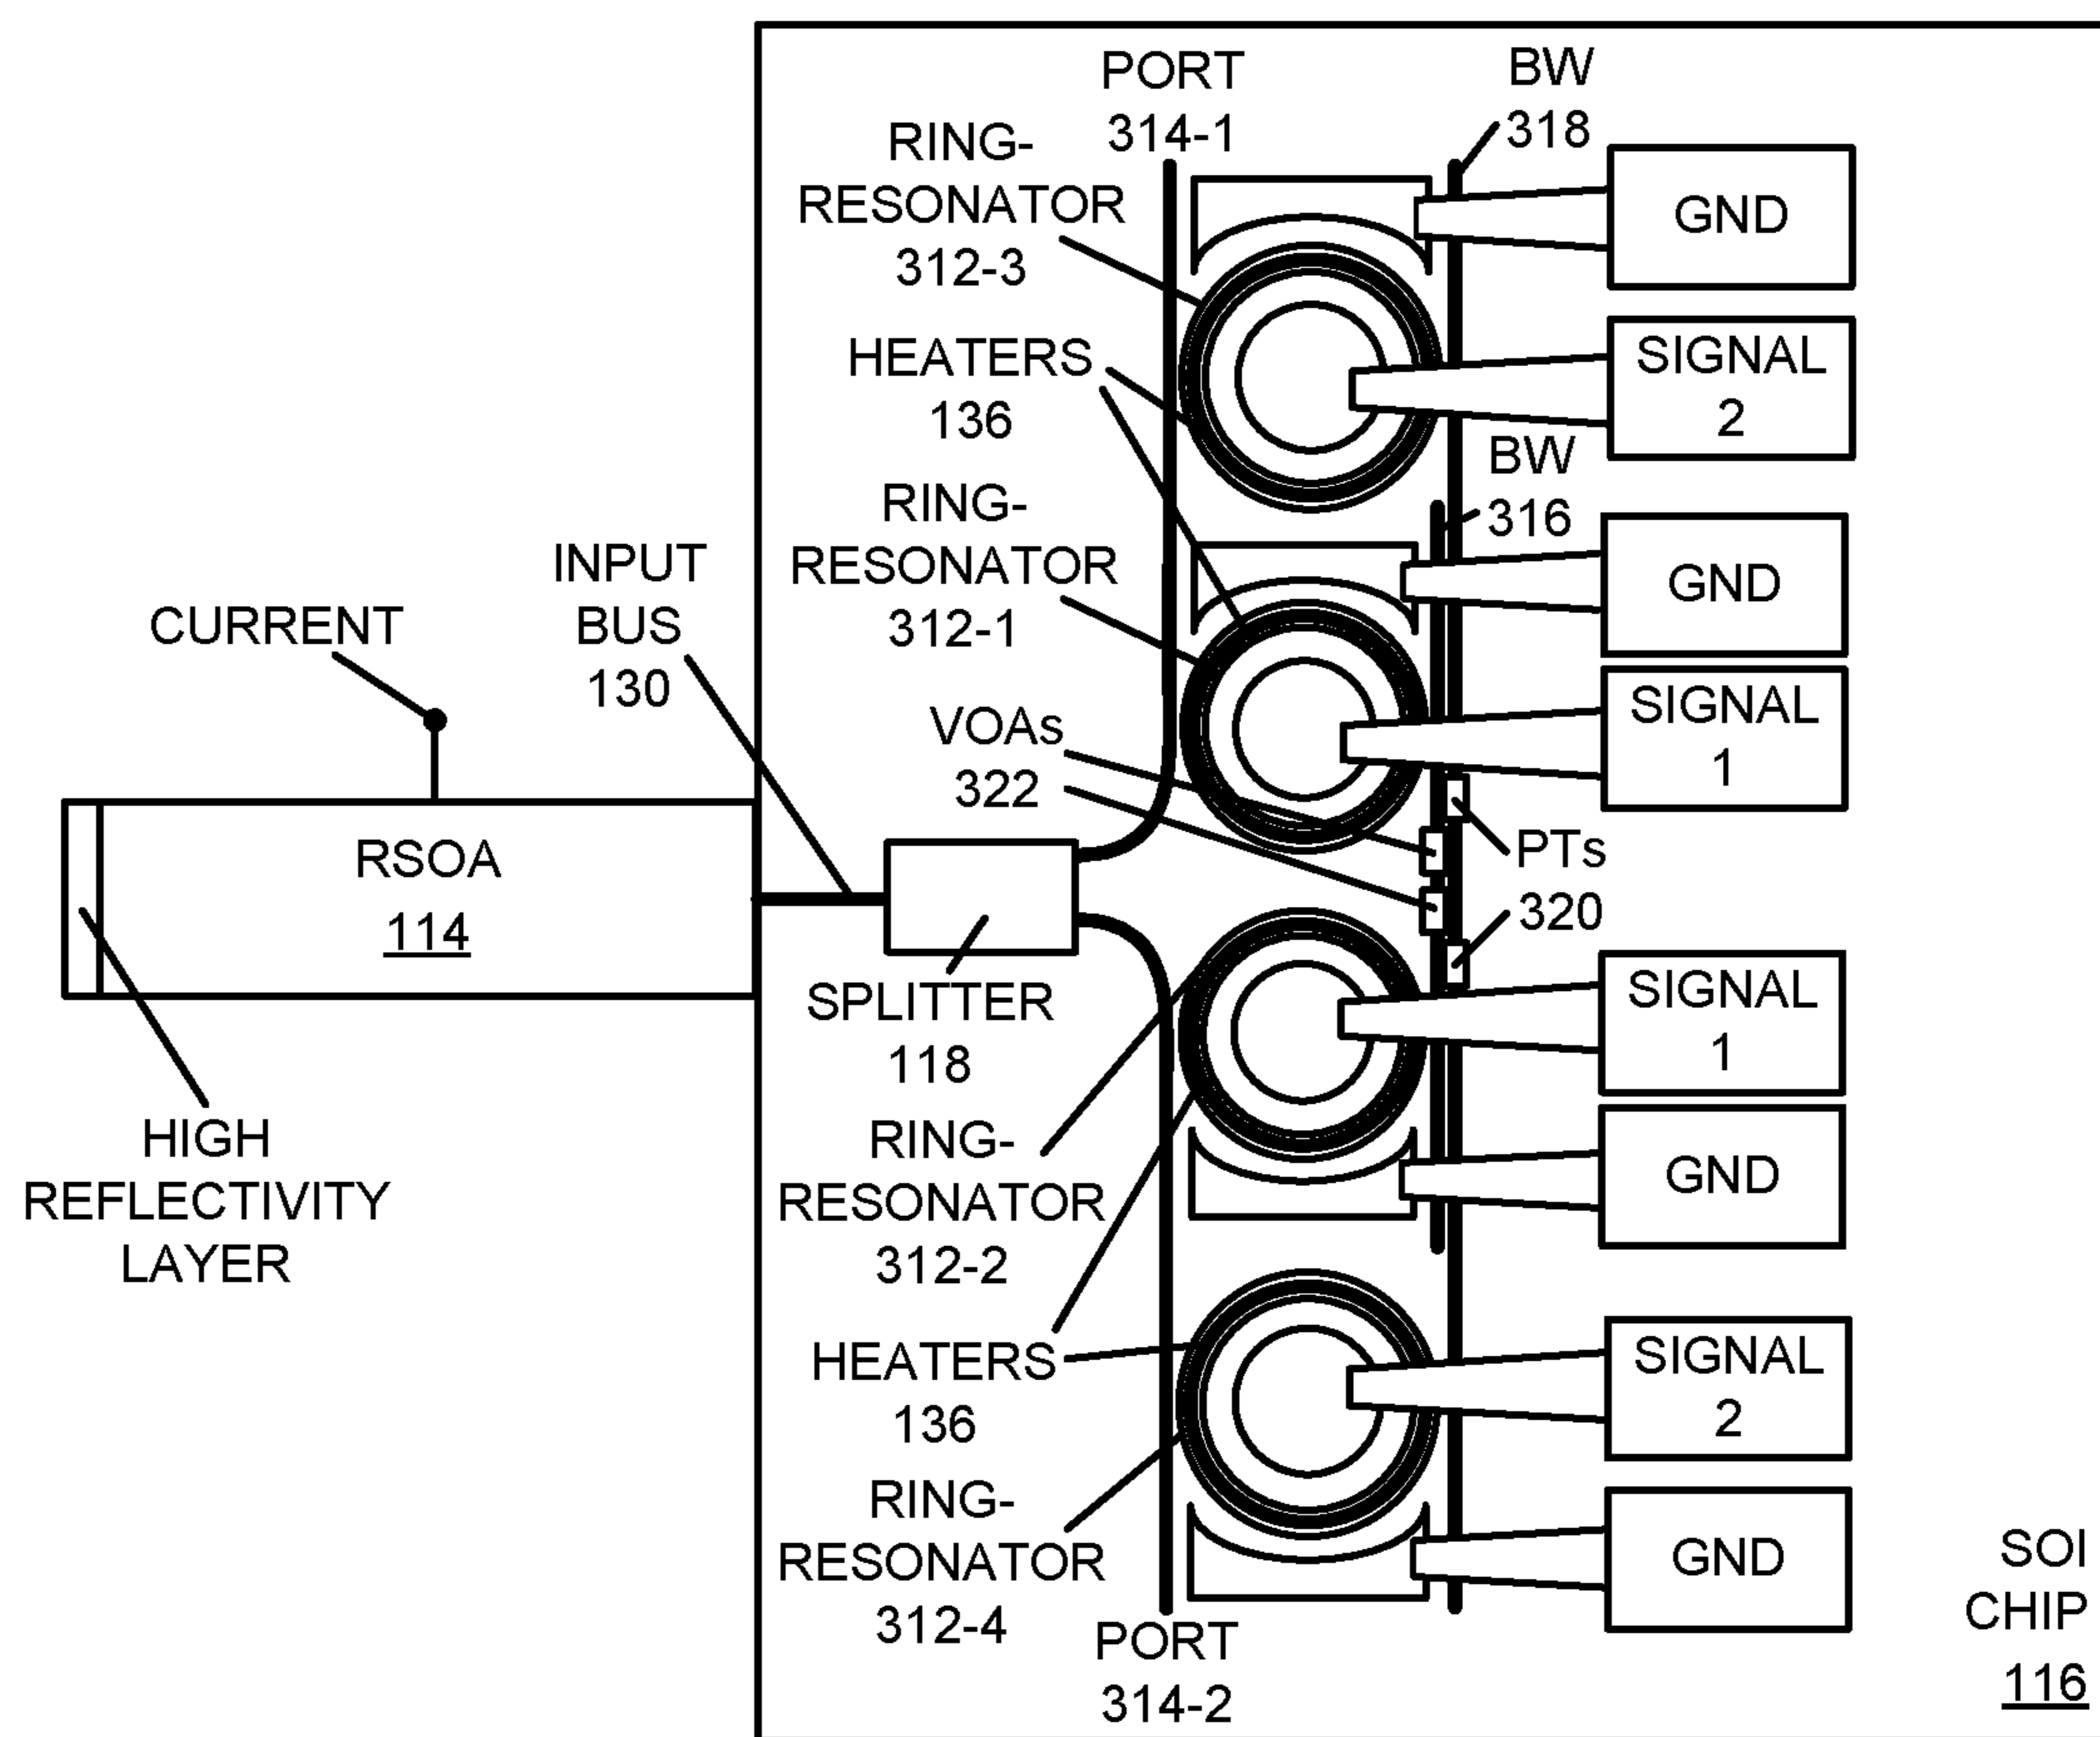 PORT
314-1
BW
318
RING-
RESONATOR
312-3
GND
HEATERS
136
SIGNAL
2
BW
316
RING-
RESONATOR
312-1
GND
INPUT
BUS
130
CURRENT
SIGNAL
1
VOAs
322
PTs
320
RSOA
114
SPLITTER
118
SIGNAL
1
HIGH
REFLECTIVITY
LAYER
RING-
RESONATOR
312-2
GND
HEATERS
136
SIGNAL
2
RING-
RESONATOR
312-4
GND
PORT
314-2
SOI
CHIP
116